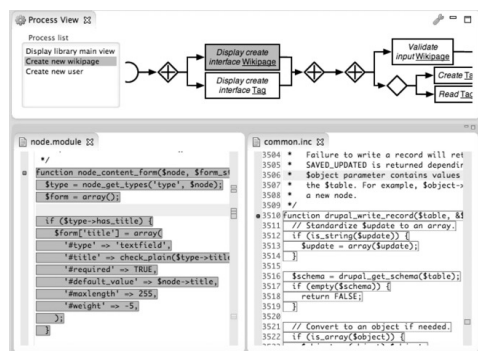 Process View
Process list
Display library main view
Create new wikipage
Create new user
Display create
interface Wikipage
Display create
interface Tag
Validate
input Wikipage
Create Ta
Read Tag
node.module
*/
function node_content_form($node, $form_s
$type = node_get_types('type', $node);
$form = array();
if ($type->has_title) {
$form['title'] = array(
'#type' => 'textfield',
'#title' => check_plain($type->titl
'#required' => TRUE,
'#default_value' => $node->title,
'#maxlength' => 255,
'#weight' => -5,
);
}
common.inc
3504 * Failure to write a record will ret
3505 * SAVED_UPDATED is returned dependin
3506 * $object parameter contains values
3507 * the $table. For example, $object->
3508 * a new node.
3509 */
3510 function drupal_write_record($table, &$
3511 // Standardize $update to an array.
3512 if (is_string($update)) {
3513 $update = array($update);
3514 }
3515
3516 $schema = drupal_get_schema($table);
3517 if (empty($schema)) {
3518 return FALSE;
3519 }
3520
3521 // Convert to an object if needed.
3522 if (is_array($object)) {